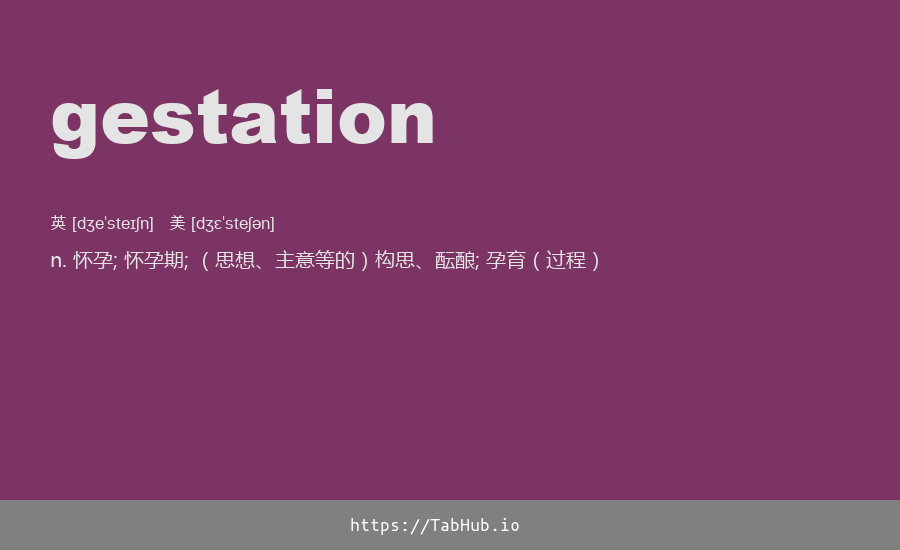 gestation
英 [dʒeˈsteɪʃn] 美 [dʒɛˈsteʃən]
n. 怀孕; 怀孕期; （思想、主意等的）构思、酝酿; 孕育（过程）
https://TabHub.io